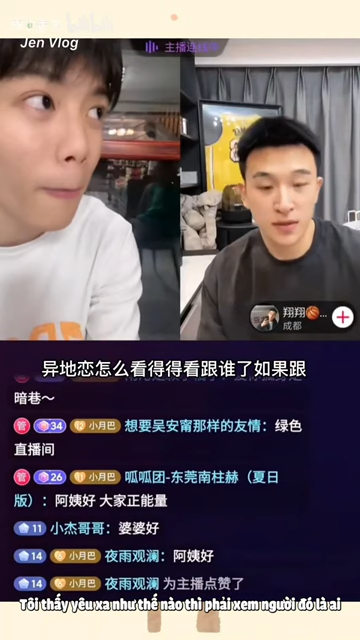 Jen Vlog
主播连线中
翔翔🏀...
成都
异地恋怎么看得得看跟谁了如果跟
暗巷～
管 34 小月巴 想要吴安甯那样的友情：绿色
直播间
管 26 小月巴 呱呱团-东莞南柱赫（夏日
版）：阿姨好 大家正能量
11 小杰哥哥：婆婆好
14 小月巴 夜雨观澜：阿姨好
14 小月巴 夜雨观澜 为主播点赞了
Tôi thấy yêu xa như thế nào thì phải xem người đó là ai